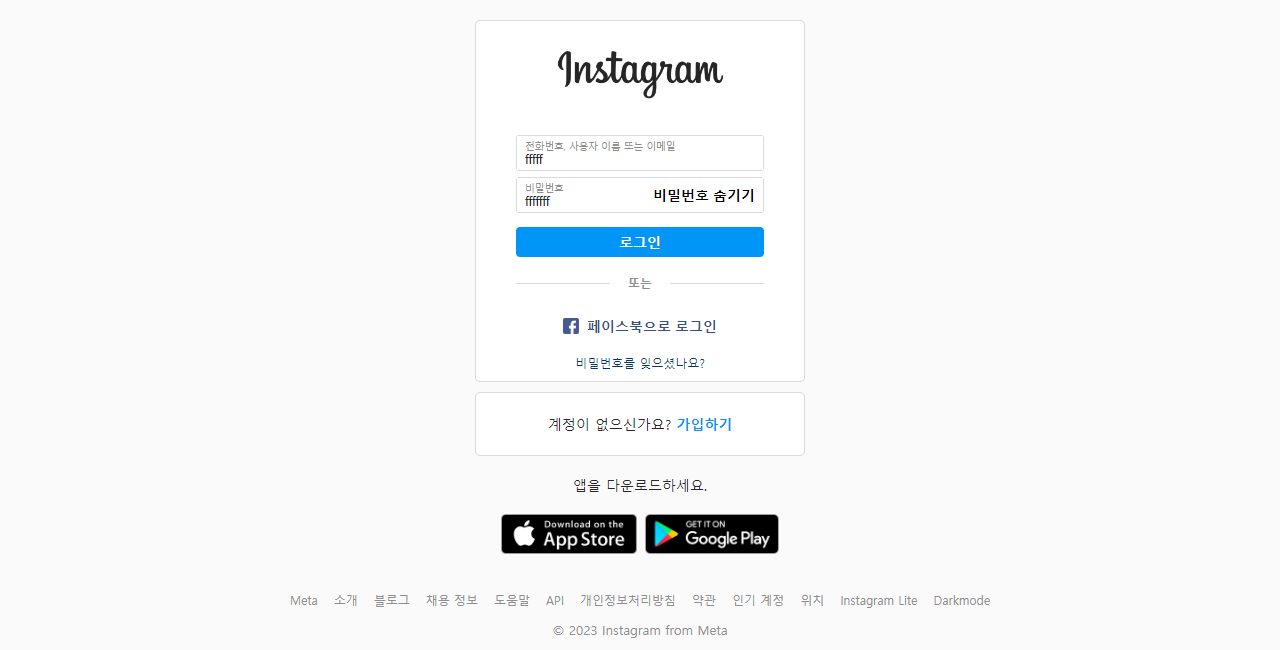 Instagram
전화번호, 사용자 이름 또는 이메일
fffff
비밀번호
fffffff
비밀번호 숨기기
로그인
또는
페이스북으로 로그인
비밀번호를 잊으셨나요?
계정이 없으신가요? 가입하기
앱을 다운로드하세요.
Download on the
App Store
GET IT ON
Google Play
Meta 소개 블로그 채용 정보 도움말 API 개인정보처리방침 약관 인기 계정 위치 Instagram Lite Darkmode
© 2023 Instagram from Meta